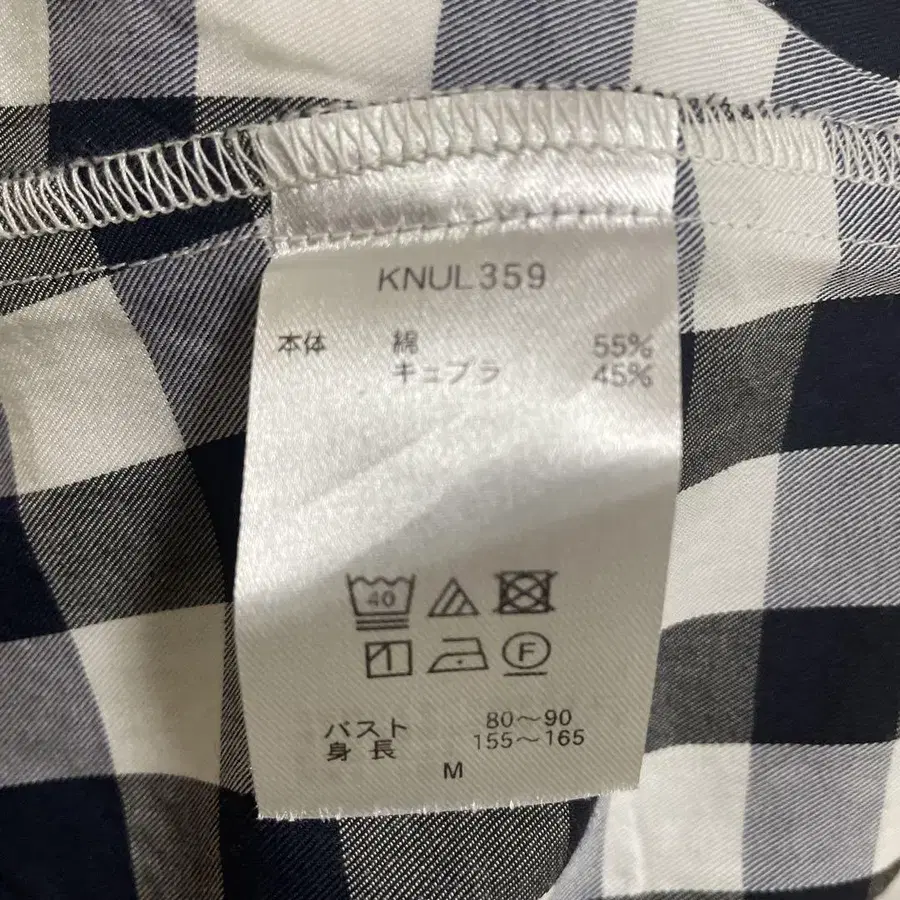 KNUL359
本体 綿 55%
キュプラ 45%
40
F
バスト 80～90
身長 155～165
M